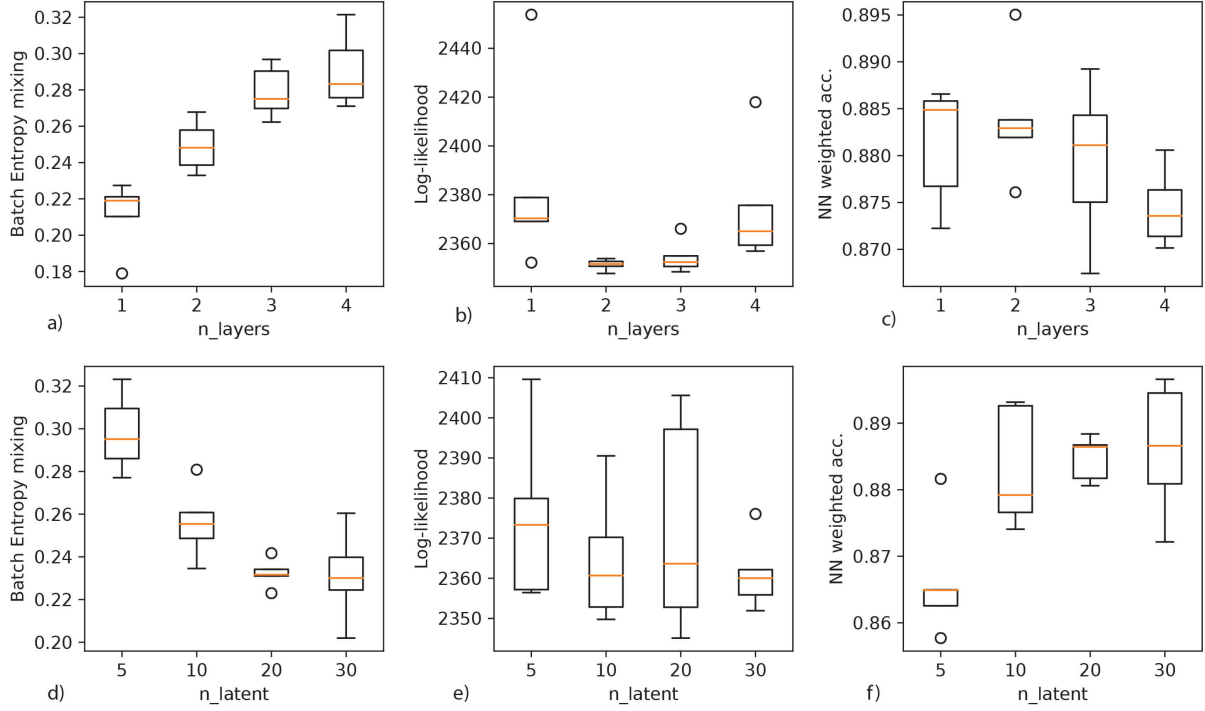 0.32
0.30
0.28
0.26
0.24
0.22
0.20
0.18
Batch Entropy mixing
1 2 3 4
n_layers
a)
2440
2420
2400
2380
2360
Log-likelihood
1 2 3 4
n_layers
b)
0.895
0.890
0.885
0.880
0.875
0.870
NN weighted acc.
1 2 3 4
n_layers
c)
0.32
0.30
0.28
0.26
0.24
0.22
0.20
Batch Entropy mixing
5 10 20 30
n_latent
d)
2410
2400
2390
2380
2370
2360
2350
Log-likelihood
5 10 20 30
n_latent
e)
0.89
0.88
0.87
0.86
NN weighted acc.
5 10 20 30
n_latent
f)